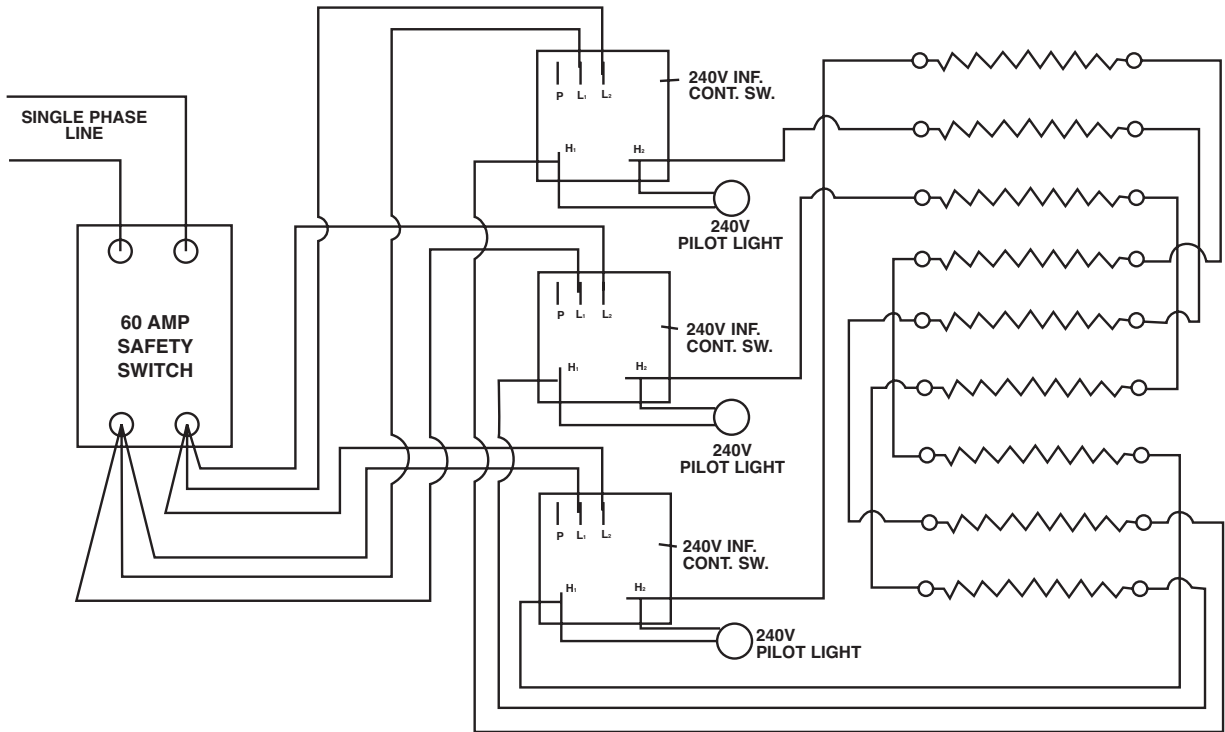 SINGLE PHASE
LINE
60 AMP
SAFETY
SWITCH
P L₁ L₂
H₁ H₂
240V INF.
CONT. SW.
240V
PILOT LIGHT
P L₁ L₂
H₁ H₂
240V INF.
CONT. SW.
240V
PILOT LIGHT
P L₁ L₂
H₁ H₂
240V INF.
CONT. SW.
240V
PILOT LIGHT